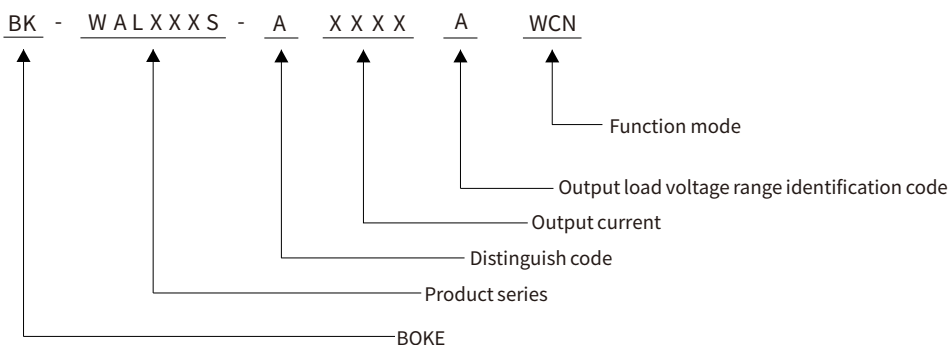 BK - WALXXXS - A XXXX A WCN
Function mode
Output load voltage range identification code
Output current
Distinguish code
Product series
BOKE